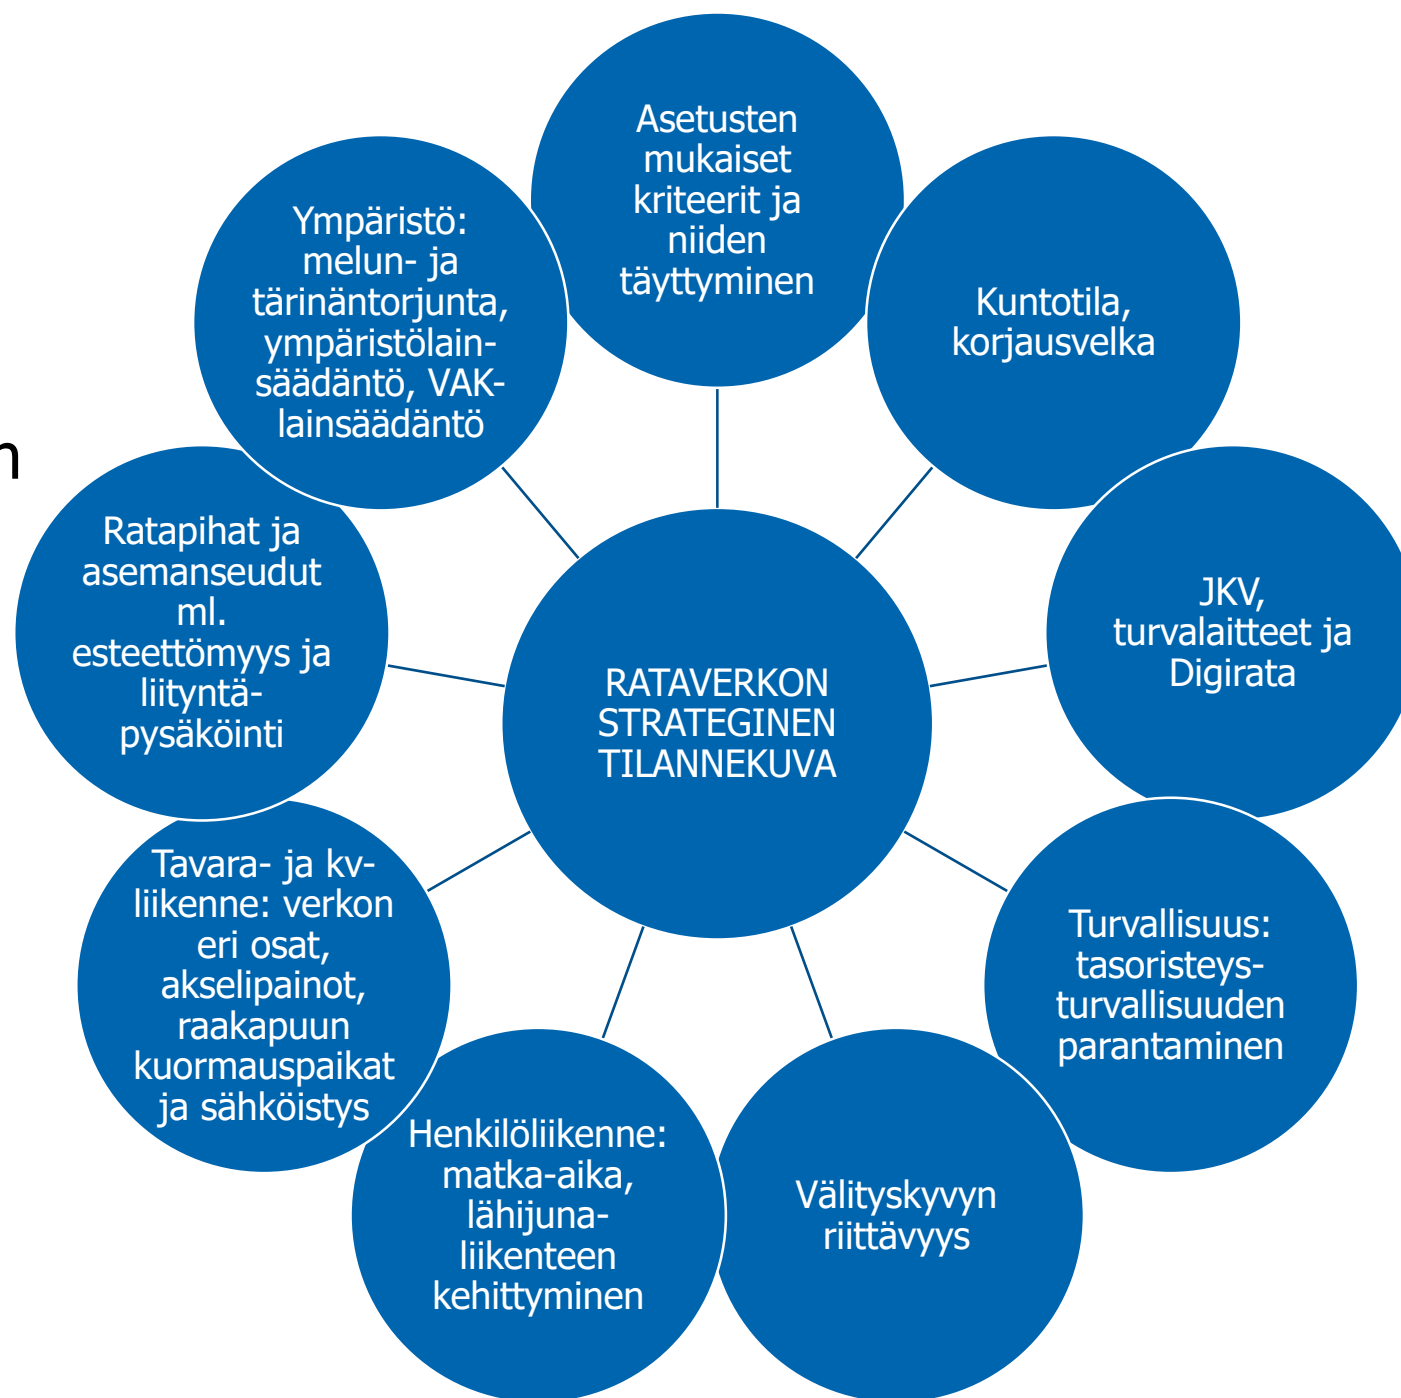 Asetusten
mukaiset
kriteerit ja
niiden
täyttyminen
Kuntotila,
korjausvelka
JKV,
turvalaitteet ja
Digirata
Turvallisuus:
tasoristeys-
turvallisuuden
parantaminen
Välityskyvyn
riittävyys
Henkilöliikenne:
matka-aika,
lähijuna-
liikenteen
kehittyminen
Tavara- ja kv-
liikenne: verkon
eri osat,
akselipainot,
raakapuun
kuormauspaikat
ja sähköistys
Ratapihat ja
asemanseudut
ml.
esteettömyys ja
liityntä-
pysäköinti
Ympäristö:
melun- ja
tärinäntorjunta,
ympäristölain-
säädäntö, VAK-
lainsäädäntö
RATAVERKON
STRATEGINEN
TILANNEKUVA
n